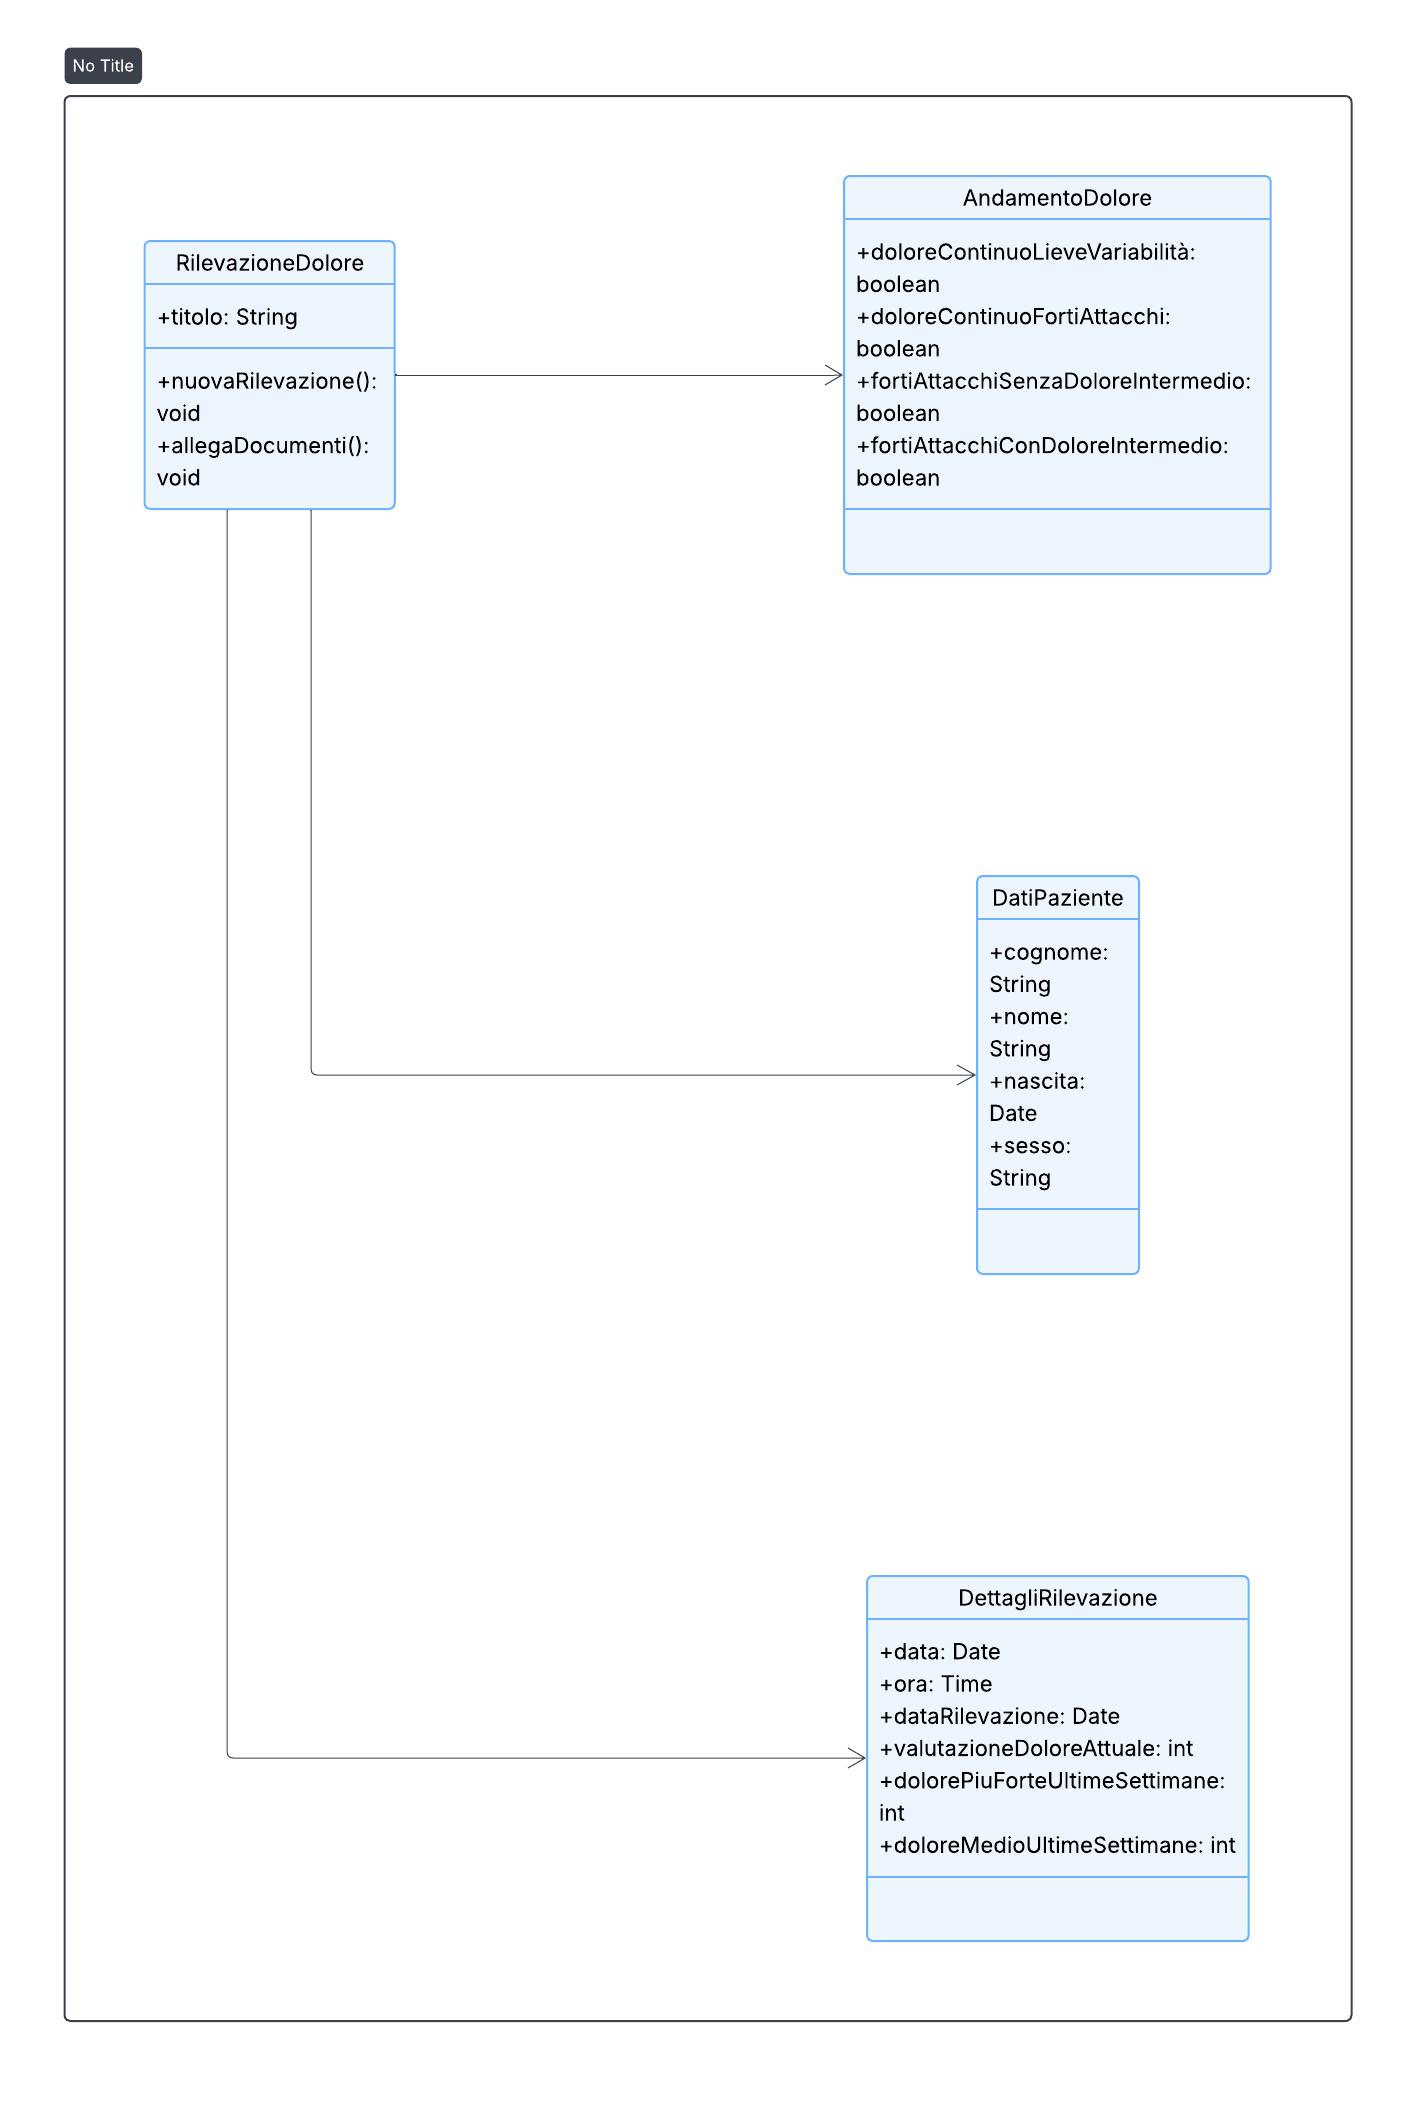 No Title
RilevazioneDolore
+titolo: String
+nuovaRilevazione():
void
+allegaDocumenti():
void
AndamentoDolore
+doloreContinuoLieveVariabilità:
boolean
+doloreContinuoFortiAttacchi:
boolean
+fortiAttacchiSenzaDoloreIntermedio:
boolean
+fortiAttacchiConDoloreIntermedio:
boolean
DatiPaziente
+cognome:
String
+nome:
String
+nascita:
Date
+sesso:
String
DettagliRilevazione
+data: Date
+ora: Time
+dataRilevazione: Date
+valutazioneDoloreAttuale: int
+dolorePiuForteUltimeSettimane:
int
+doloreMedioUltimeSettimane: int